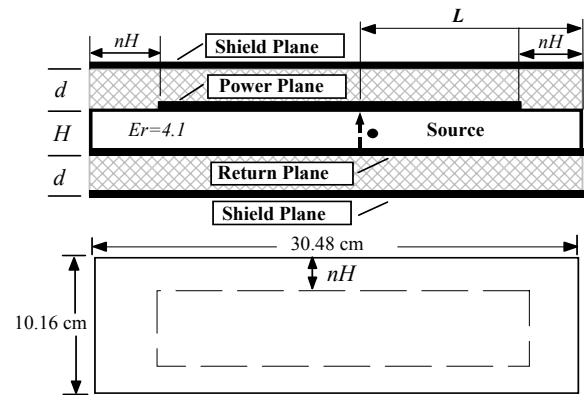 L
nH
Shield Plane
nH
d
Power Plane
H
Er=4.1
Source
d
Return Plane
Shield Plane
30.48 cm
nH
10.16 cm